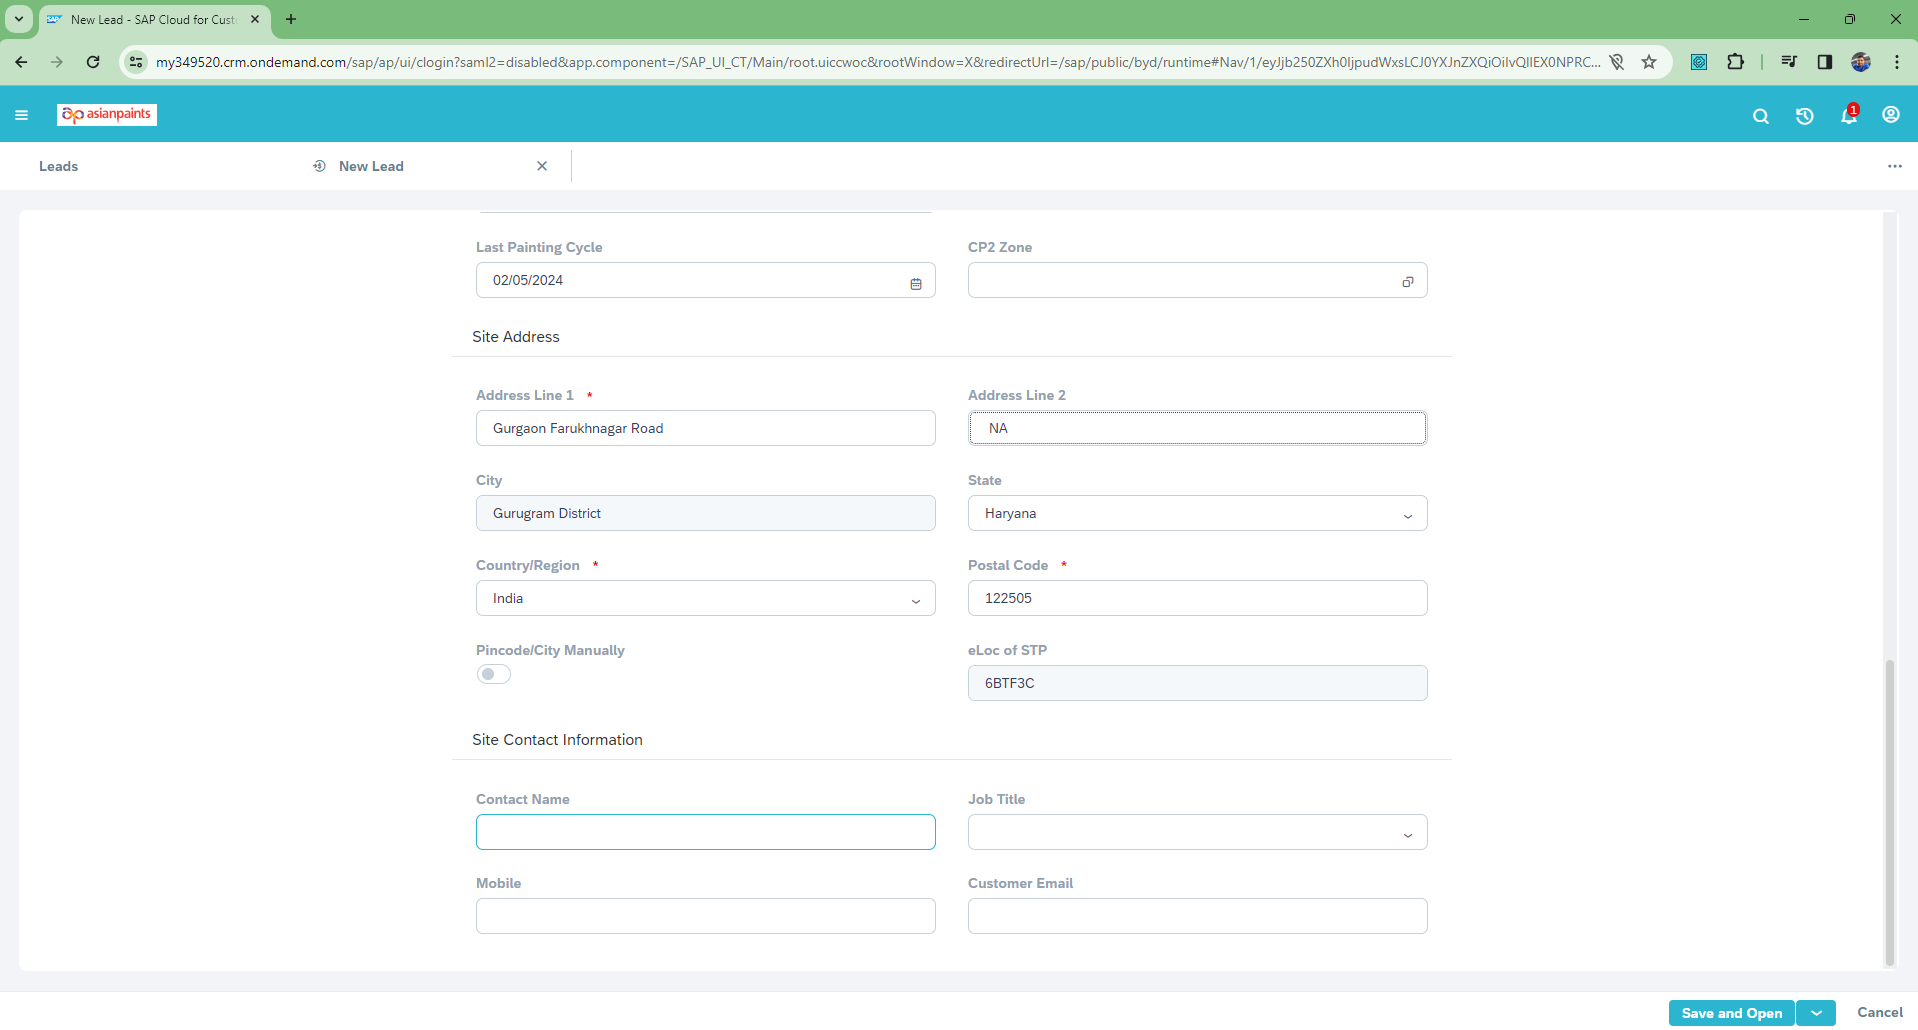 New Lead - SAP Cloud for Cust
my349520.crm.ondemand.com/sap/ap/ui/clogin?saml2=disabled&app.component=/SAP_UI_CT/Main/root.uiccwoc&rootWindow=X&redirectUrl=/sap/public/byd/runtime#Nav/1/eyJjb250ZXh0IjpudWxsLCJ0YXJnZXQiOiIvQllEX0NPRC...
asianpaints
1
Leads
New Lead
Last Painting Cycle
CP2 Zone
02/05/2024
Site Address
Address Line 1 *
Address Line 2
Gurgaon Farukhnagar Road
NA
City
State
Gurugram District
Haryana
Country/Region *
Postal Code *
India
122505
Pincode/City Manually
eLoc of STP
6BTF3C
Site Contact Information
Contact Name
Job Title
Mobile
Customer Email
Save and Open
Cancel